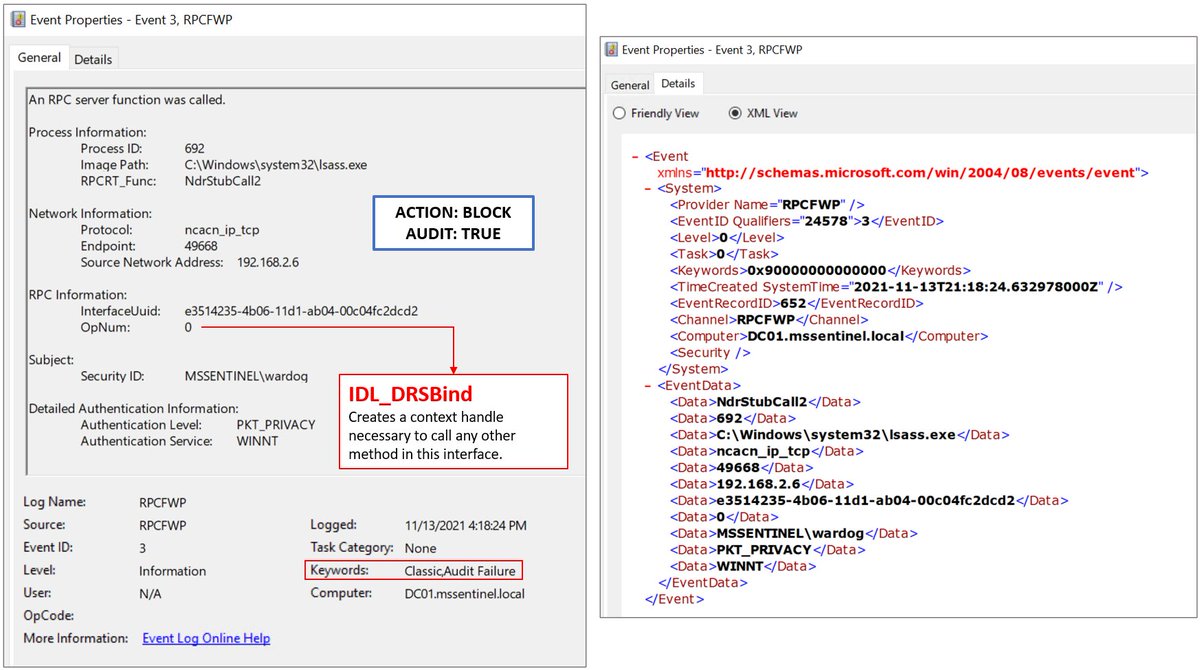 Event Properties - Event 3, RPCFWP
General Details
An RPC server function was called.
Process Information:
Process ID: 692
Image Path: C:\Windows\system32\lsass.exe
RPCRT_Func: NdrStubCall2
Network Information:
Protocol: ncacn_ip_tcp
Endpoint: 49668
Source Network Address: 192.168.2.6
ACTION: BLOCK
AUDIT: TRUE
RPC Information:
InterfaceUuid: e3514235-4b06-11d1-ab04-00c04fc2dcd2
OpNum: 0
Subject:
Security ID: MSSENTINEL\wardog
Detailed Authentication Information:
Authentication Level: PKT_PRIVACY
Authentication Service: WINNT
IDL_DRSBind
Creates a context handle
necessary to call any other
method in this interface.
Log Name: RPCFWP
Source: RPCFWP Logged: 11/13/2021 4:18:24 PM
Event ID: 3 Task Category: None
Level: Information Keywords: Classic,Audit Failure
User: N/A Computer: DC01.mssentinel.local
OpCode:
More Information: Event Log Online Help
Event Properties - Event 3, RPCFWP
General Details
Friendly View XML View
- <Event
xmlns="http://schemas.microsoft.com/win/2004/08/events/event">
- <System>
<Provider Name="RPCFWP" />
<EventID Qualifiers="24578">3</EventID>
<Level>0</Level>
<Task>0</Task>
<Keywords>0x90000000000000</Keywords>
<TimeCreated SystemTime="2021-11-13T21:18:24.632978000Z" />
<EventRecordID>652</EventRecordID>
<Channel>RPCFWP</Channel>
<Computer>DC01.mssentinel.local</Computer>
<Security />
</System>
- <EventData>
<Data>NdrStubCall2</Data>
<Data>692</Data>
<Data>C:\Windows\system32\lsass.exe</Data>
<Data>ncacn_ip_tcp</Data>
<Data>49668</Data>
<Data>192.168.2.6</Data>
<Data>e3514235-4b06-11d1-ab04-00c04fc2dcd2</Data>
<Data>0</Data>
<Data>MSSENTINEL\wardog</Data>
<Data>PKT_PRIVACY</Data>
<Data>WINNT</Data>
</EventData>
</Event>